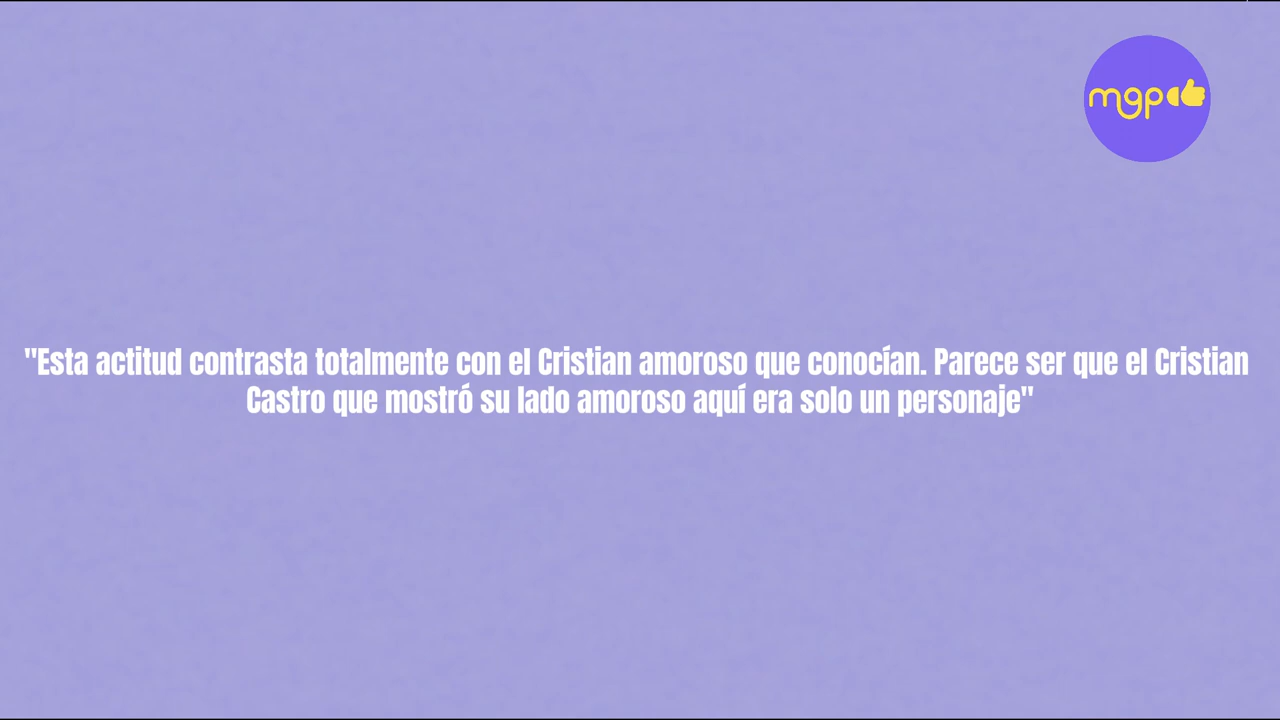 mgp
"Esta actitud contrasta totalmente con el Cristian amoroso que conocían. Parece ser que el Cristian
Castro que mostró su lado amoroso aquí era solo un personaje"